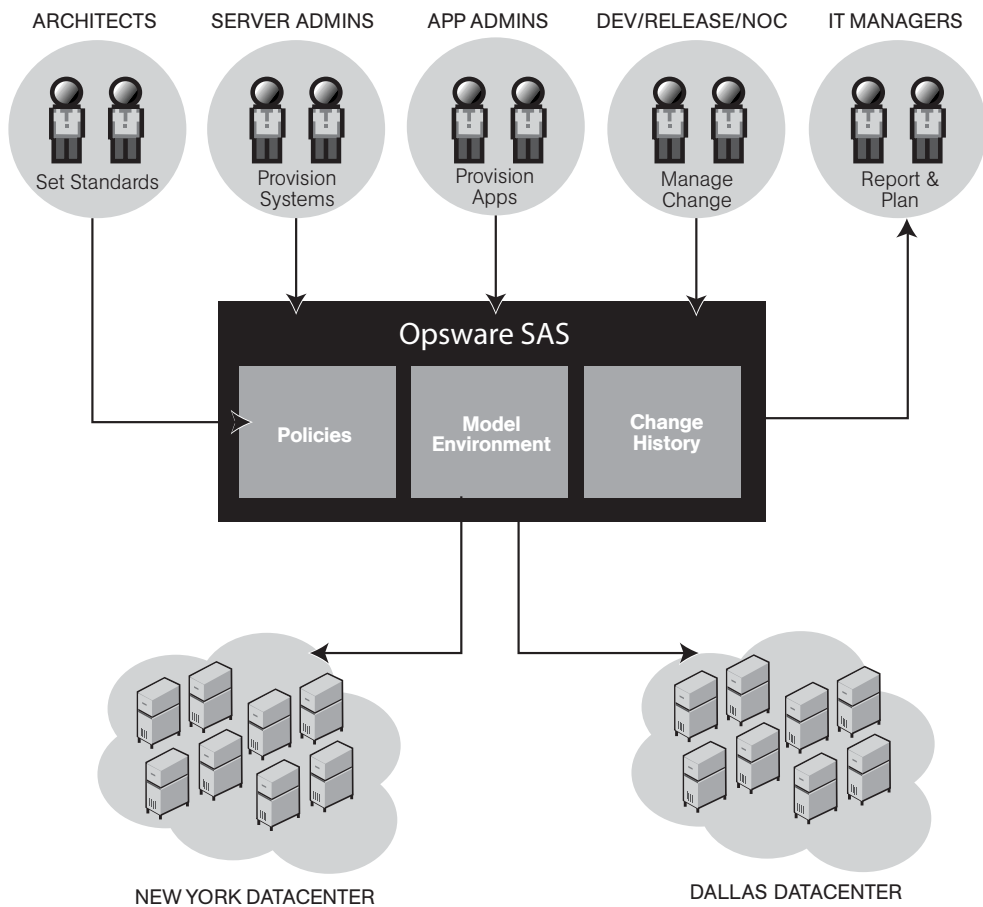 ARCHITECTS
SERVER ADMINS
APP ADMINS
DEV/RELEASE/NOC
IT MANAGERS
Set Standards
Provision
Systems
Provision
Apps
Manage
Change
Report &
Plan
Opsware SAS
Policies
Model
Environment
Change
History
NEW YORK DATACENTER
DALLAS DATACENTER